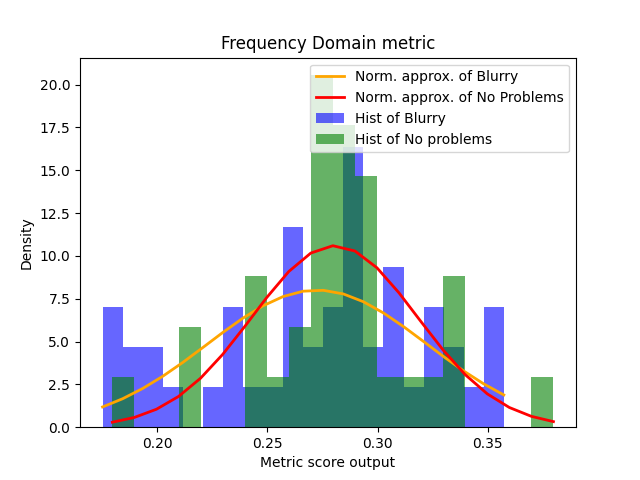 Frequency Domain metric
Norm. approx. of Blurry
Norm. approx. of No Problems
Hist of Blurry
Hist of No problems
20.0
17.5
15.0
12.5
10.0
7.5
5.0
2.5
0.0
Density
0.20 0.25 0.30 0.35
Metric score output